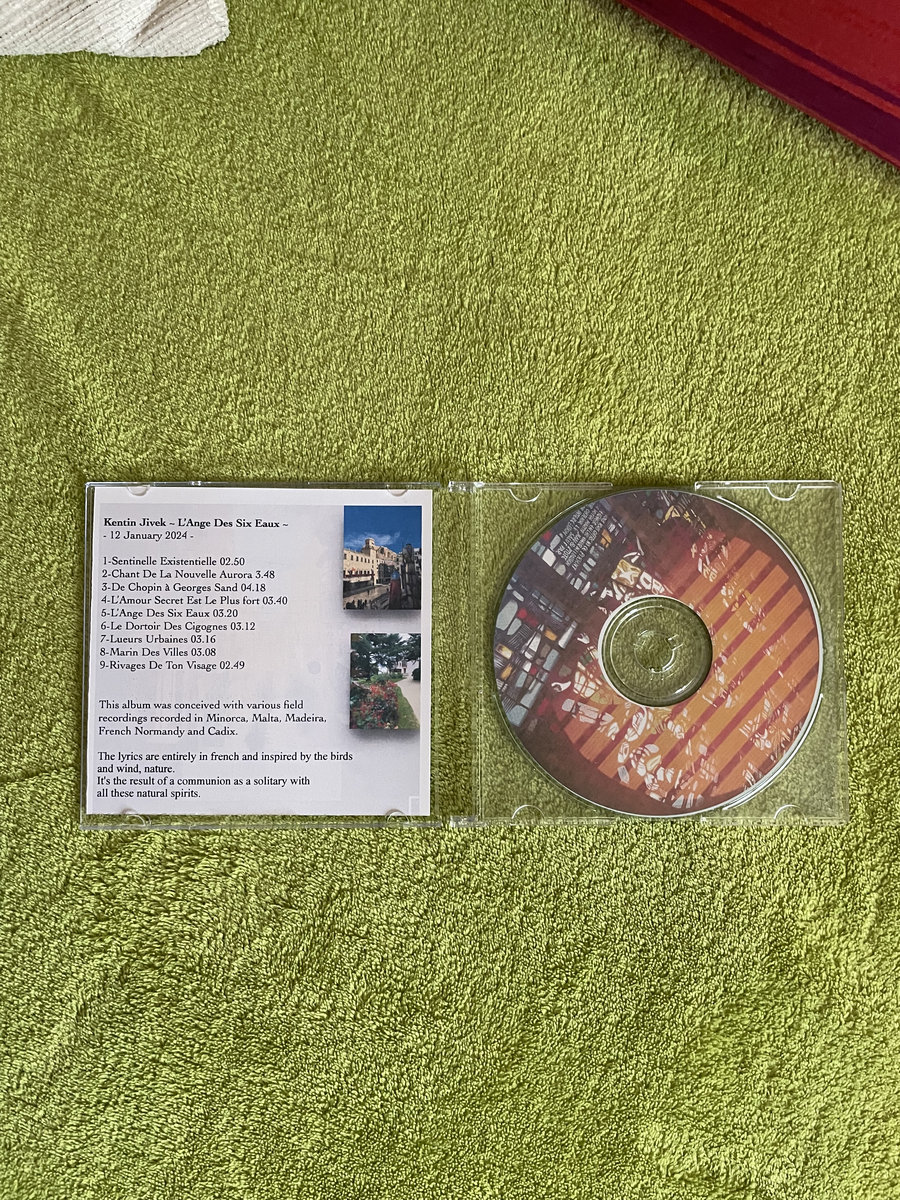 Kentin Jivek ~ L'Ange Des Six Eaux ~
- 12 January 2024 -
1-Sentinelle Existentielle 02.50
2-Chant De La Nouvelle Aurora 3.48
3-De Chopin à Georges Sand 04.18
4-L'Amour Secret Est Le Plus fort 03.40
5-L'Ange Des Six Eaux 03.20
6-Le Dortoir Des Cigognes 03.12
7-Lueurs Urbaines 03.16
8-Marin Des Villes 03.08
9-Rivages De Ton Visage 02.49
This album was conceived with various field
recordings recorded in Minorca, Malta, Madeira,
French Normandy and Cadix.
The lyrics are entirely in french and inspired by the birds
and wind, nature.
It's the result of a communion as a solitary with
all these natural spirits.